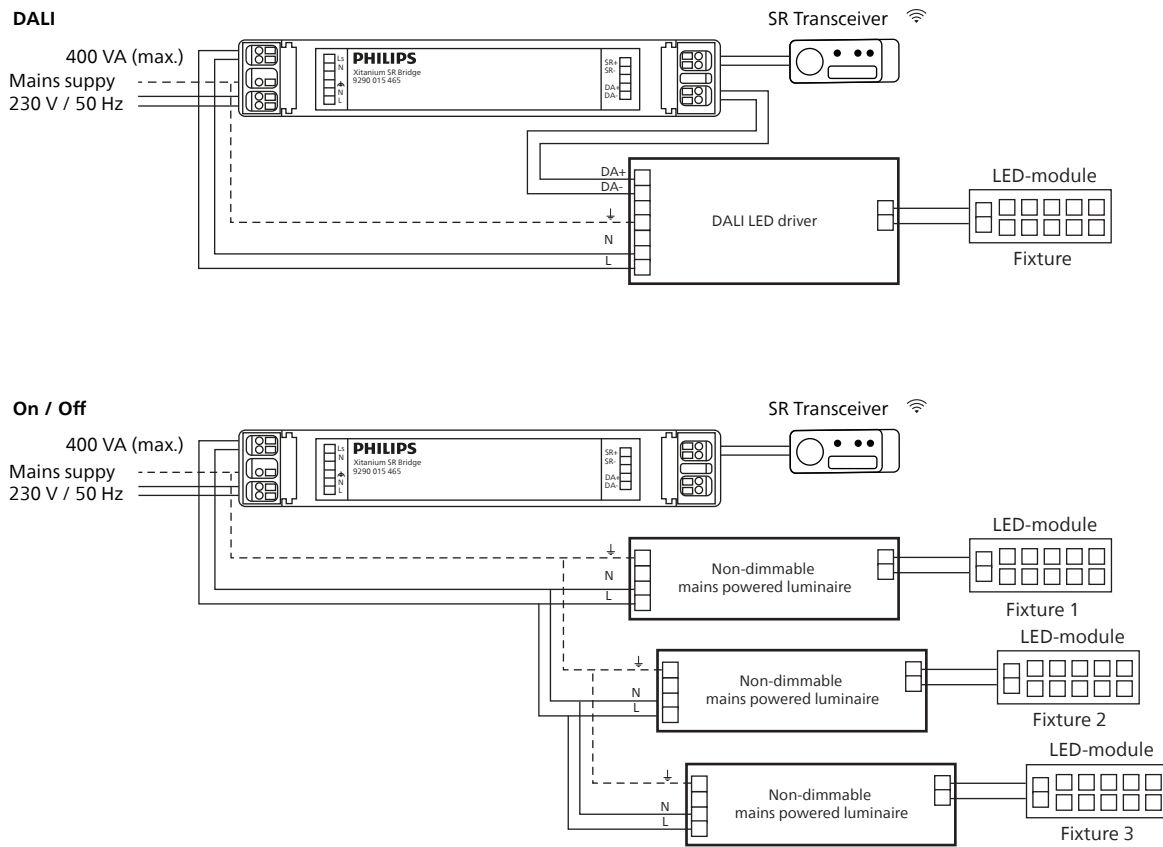 DALI
SR Transceiver
400 VA (max.)
Mains suppy
230 V / 50 Hz
Ls
N
N
L
PHILIPS
Xitanium SR Bridge
9290 015 465
SR+
SR-
DA+
DA-
DA+
DA-
N
L
DALI LED driver
LED-module
Fixture
On / Off
SR Transceiver
400 VA (max.)
Mains suppy
230 V / 50 Hz
Ls
N
N
L
PHILIPS
Xitanium SR Bridge
9290 015 465
SR+
SR-
DA+
DA-
N
L
Non-dimmable
mains powered luminaire
LED-module
Fixture 1
N
L
Non-dimmable
mains powered luminaire
LED-module
Fixture 2
N
L
Non-dimmable
mains powered luminaire
LED-module
Fixture 3